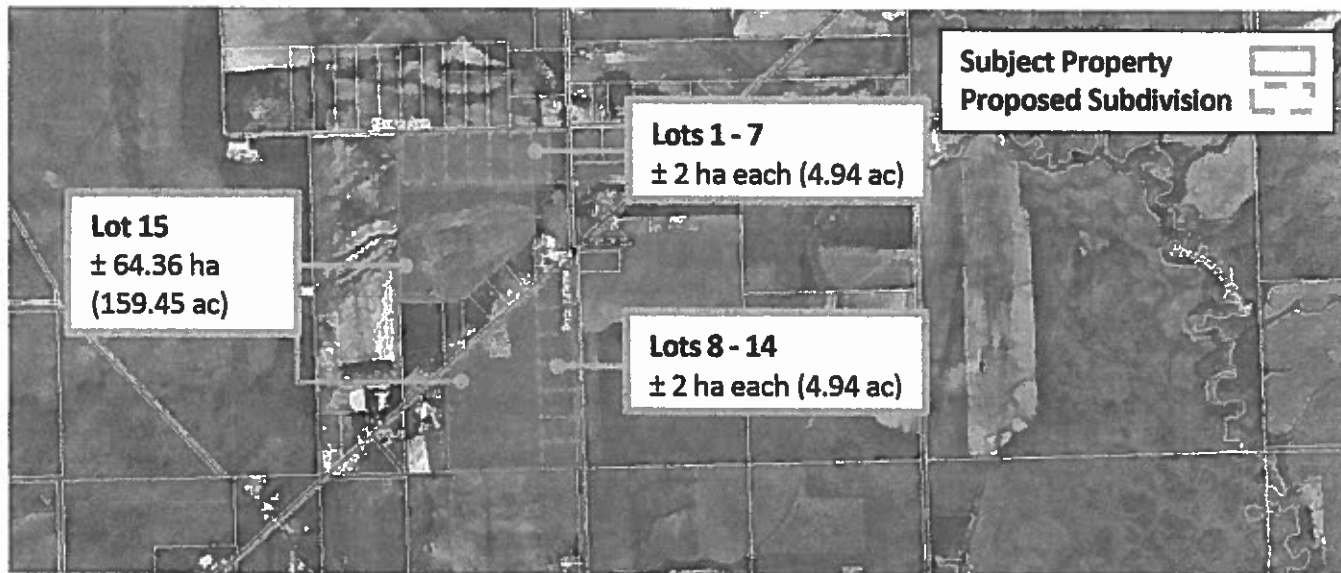 Subject Property
Proposed Subdivision
Lots 1 - 7
± 2 ha each (4.94 ac)
Lot 15
± 64.36 ha
(159.45 ac)
Lots 8 - 14
± 2 ha each (4.94 ac)